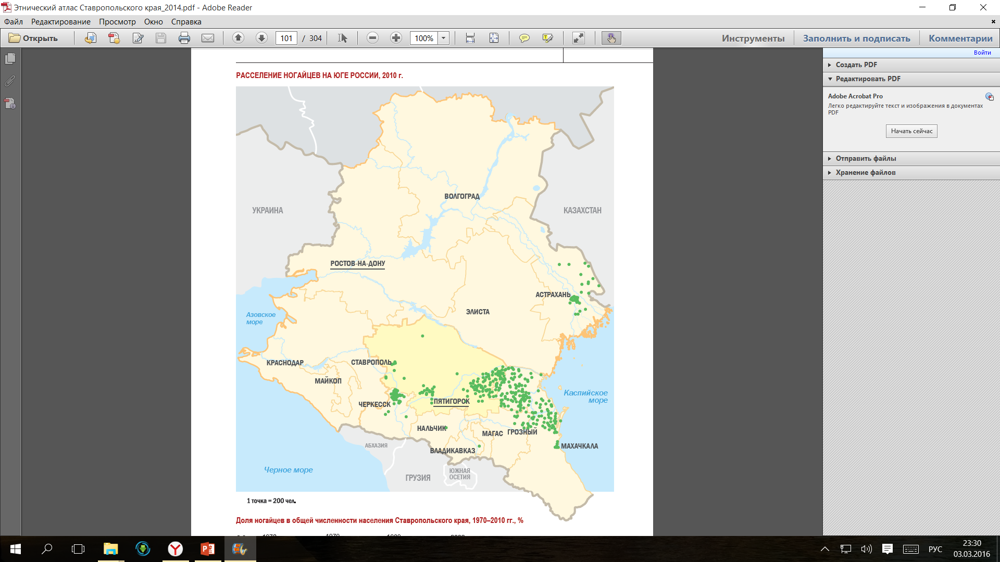 Этнический атлас Ставропольского края_2014.pdf - Adobe Reader
Файл Редактирование Просмотр Окно Справка
Открыть
101 / 304
100%
Инструменты
Заполнить и подписать
Комментарии
Войти
Создать PDF
Редактировать PDF
Adobe Acrobat Pro
Легко редактируйте текст и изображения в документах
PDF
Начать сейчас
Отправить файлы
Хранение файлов
РАССЕЛЕНИЕ НОГАЙЦЕВ НА ЮГЕ РОССИИ, 2010 г.
ВОЛГОГРАД
УКРАИНА
КАЗАХСТАН
РОСТОВ-НА-ДОНУ
АСТРАХАНЬ
ЭЛИСТА
Азовское
море
СТАВРОПОЛЬ
КРАСНОДАР
МАЙКОП
Каспийское
море
ПЯТИГОРСК
ЧЕРКЕССК
НАЛЬЧИК
МАГАС
ГРОЗНЫЙ
АБХАЗИЯ
МАХАЧКАЛА
ВЛАДИКАВКАЗ
Черное море
ЮЖНАЯ
ОСЕТИЯ
ГРУЗИЯ
1 точка = 200 чел.
Доля ногайцев в общей численности населения Ставропольского края, 1970–2010 гг., %
РУС
23:30
03.03.2016